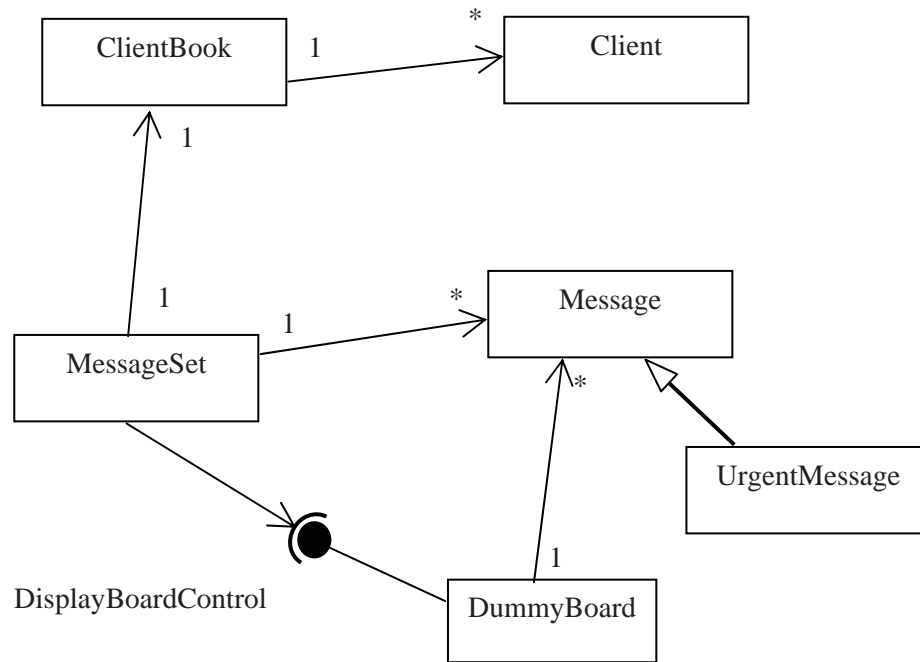 ClientBook
1
*
Client
1
1
MessageSet
1
*
Message
*
UrgentMessage
DisplayBoardControl
1
DummyBoard